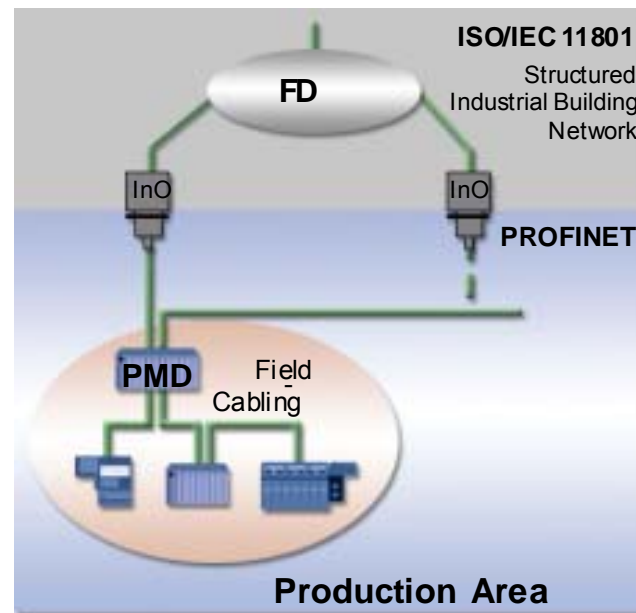 ISO/IEC 11801
Structured
Industrial Building
Network
FD
InO
InO
PROFINET
PMD
Field
-
Cabling
Production Area